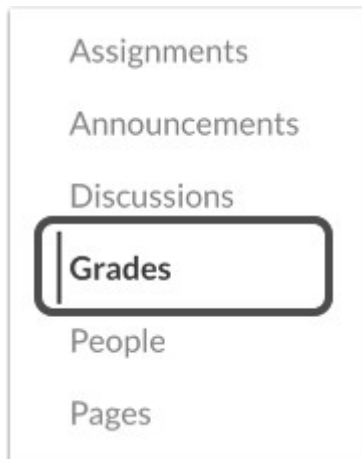 Assignments
Announcements
Discussions
Grades
People
Pages